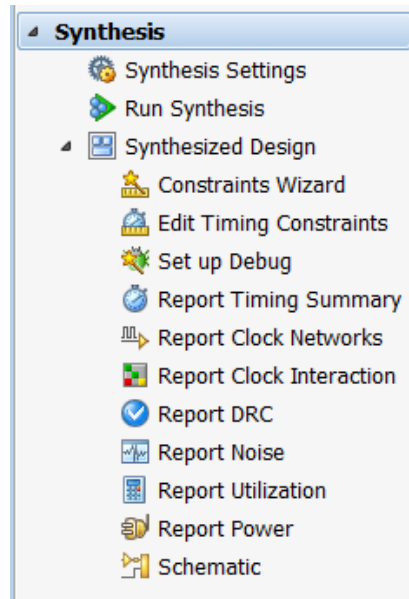 Synthesis
Synthesis Settings
Run Synthesis
Synthesized Design
Constraints Wizard
Edit Timing Constraints
Set up Debug
Report Timing Summary
Report Clock Networks
Report Clock Interaction
Report DRC
Report Noise
Report Utilization
Report Power
Schematic